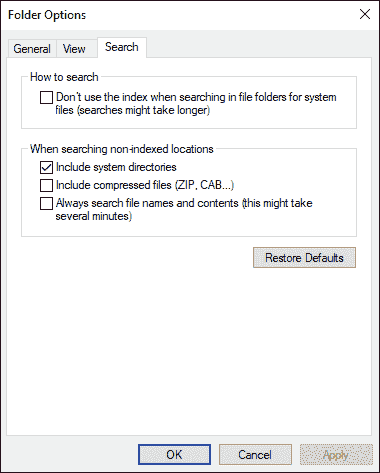 Folder Options
General View Search
How to search
Don't use the index when searching in file folders for system
files (searches might take longer)
When searching non-indexed locations
Include system directories
Include compressed files (ZIP, CAB...)
Always search file names and contents (this might take
several minutes)
Restore Defaults
OK Cancel Apply